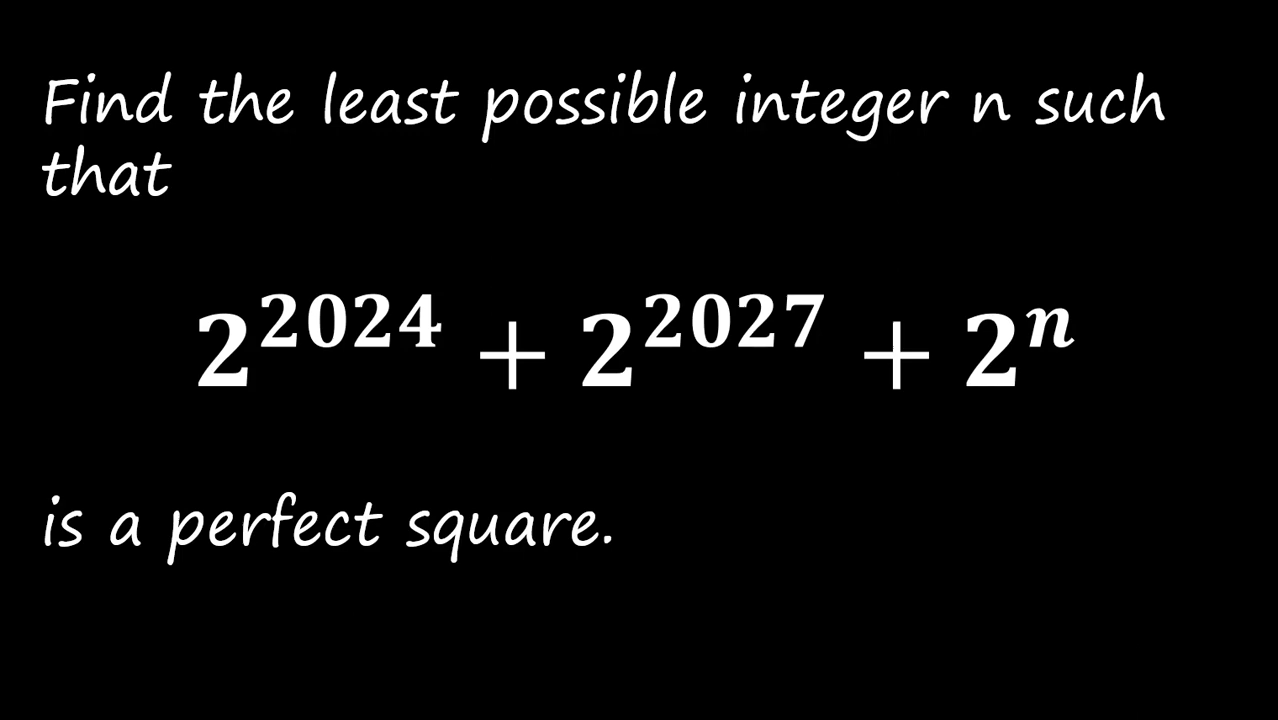 Find the least possible integer n such
that
2^2024 + 2^2027 + 2^n
is a perfect square.